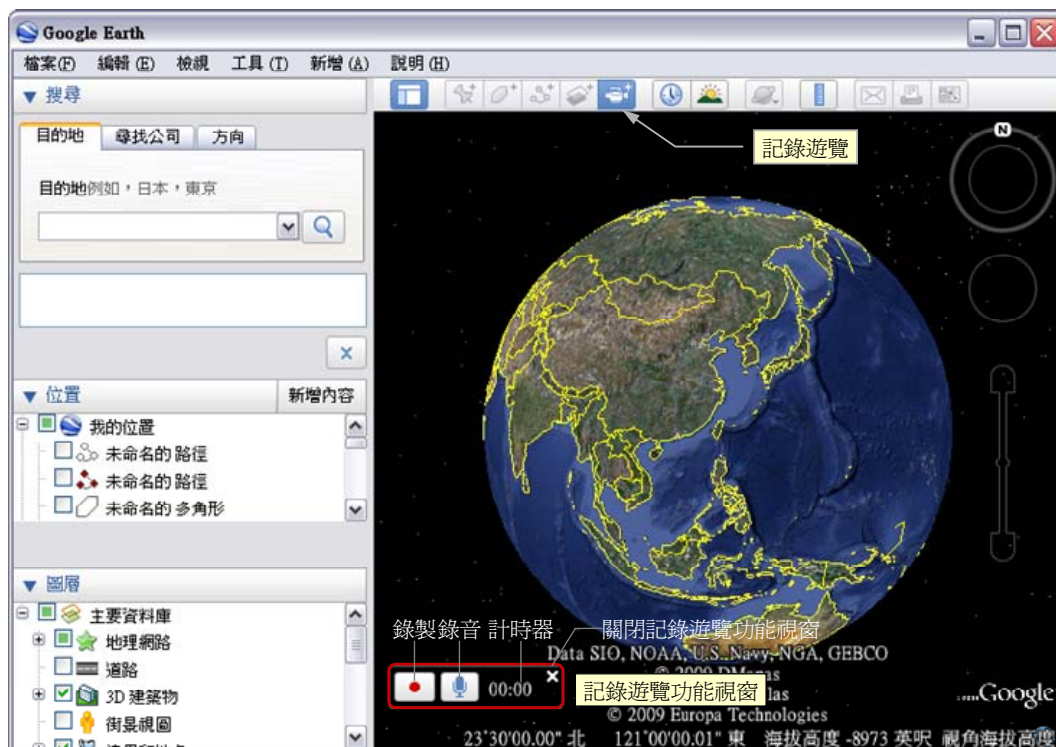 Google Earth
檔案(F) 編輯(E) 檢視 工具(T) 新增(A) 說明(H)
搜尋
目的地 尋找公司 方向
目的地例如，日本，東京
記錄遊覽
N
位置 新增內容
我的位置
未命名的 路徑
未命名的 路徑
未命名的 多角形
圖層
主要資料庫
地理網路
道路
3D 建築物
街景視圖
錄製錄音 計時器 關閉記錄遊覽功能視窗
Data SIO, NOAA, U.S. Navy, NGA, GEBCO
00:00
記錄遊覽功能視窗
Google
© 2009 Europa Technologies
23°30'00.00" 北 121°00'00.01" 東 海拔高度 -8973 英呎 視角海拔高度